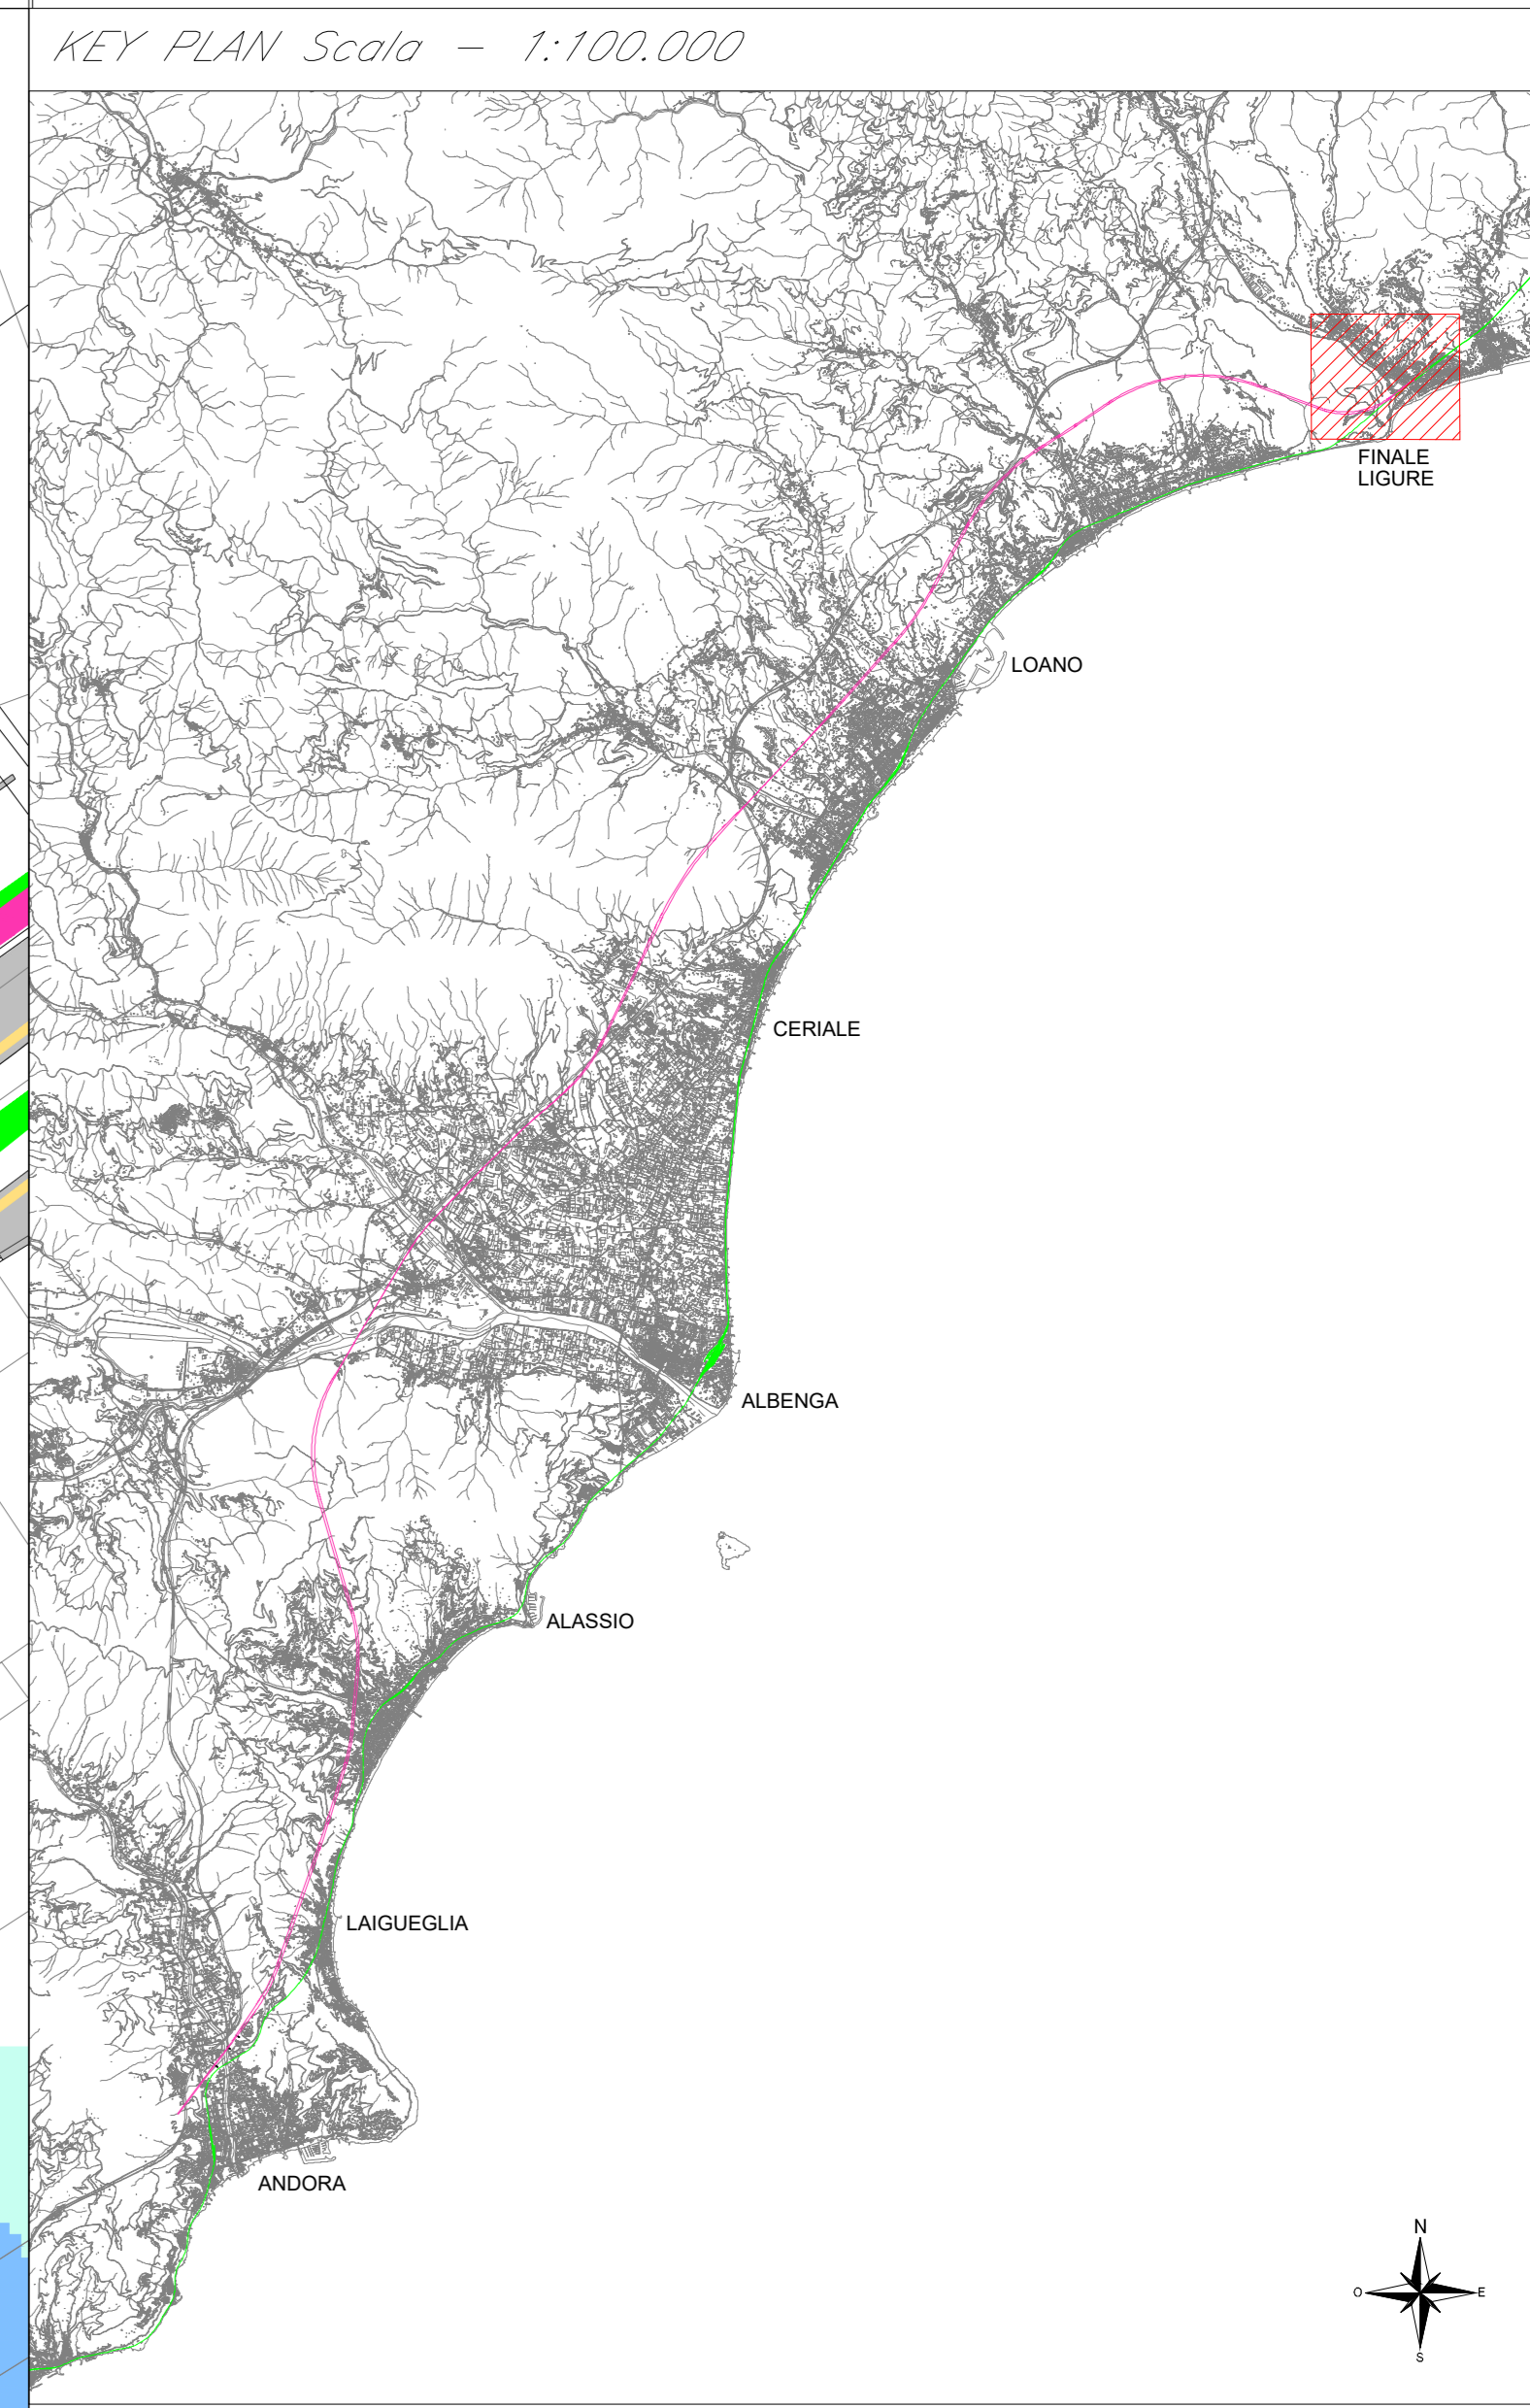 KEY PLAN Scala - 1:100.000
FINALE
LIGURE
LOANO
CERIALE
ALBENGA
ALASSIO
LAIGUEGLIA
ANDORA
N
O
E
S